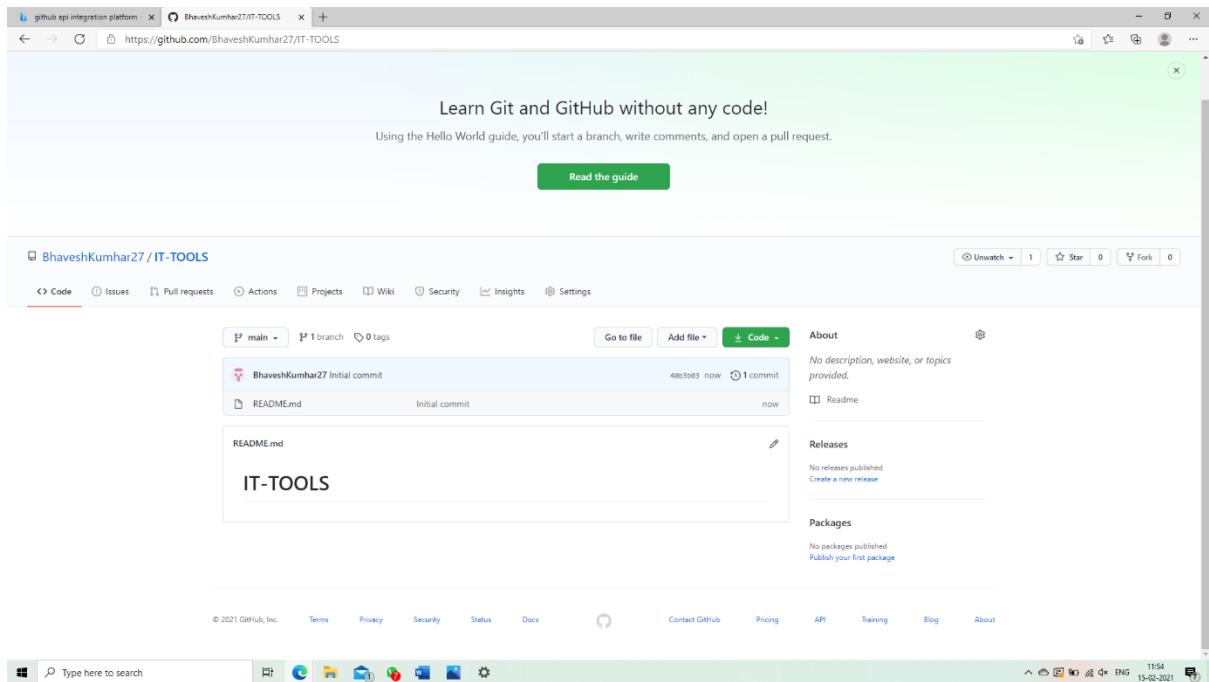 github api integration platform
BhaveshKumhar27/IT-TOOLS
https://github.com/BhaveshKumhar27/IT-TOOLS
Learn Git and GitHub without any code!
Using the Hello World guide, you'll start a branch, write comments, and open a pull request.
Read the guide
BhaveshKumhar27 / IT-TOOLS
Unwatch 1 Star 0 Fork 0
Code Issues Pull requests Actions Projects Wiki Security Insights Settings
main 1 branch 0 tags Go to file Add file Code
BhaveshKumhar27 Initial commit 1 commit
now
README.md Initial commit now
README.md
IT-TOOLS
About
No description, website, or topics
provided.
Readme
Releases
No releases published
Create a new release
Packages
No packages published
Publish your first package
© 2021 GitHub, Inc. Terms Privacy Security Status Docs Contact GitHub Pricing API Training Blog About
Type here to search
ENG
11:54
15-02-2021